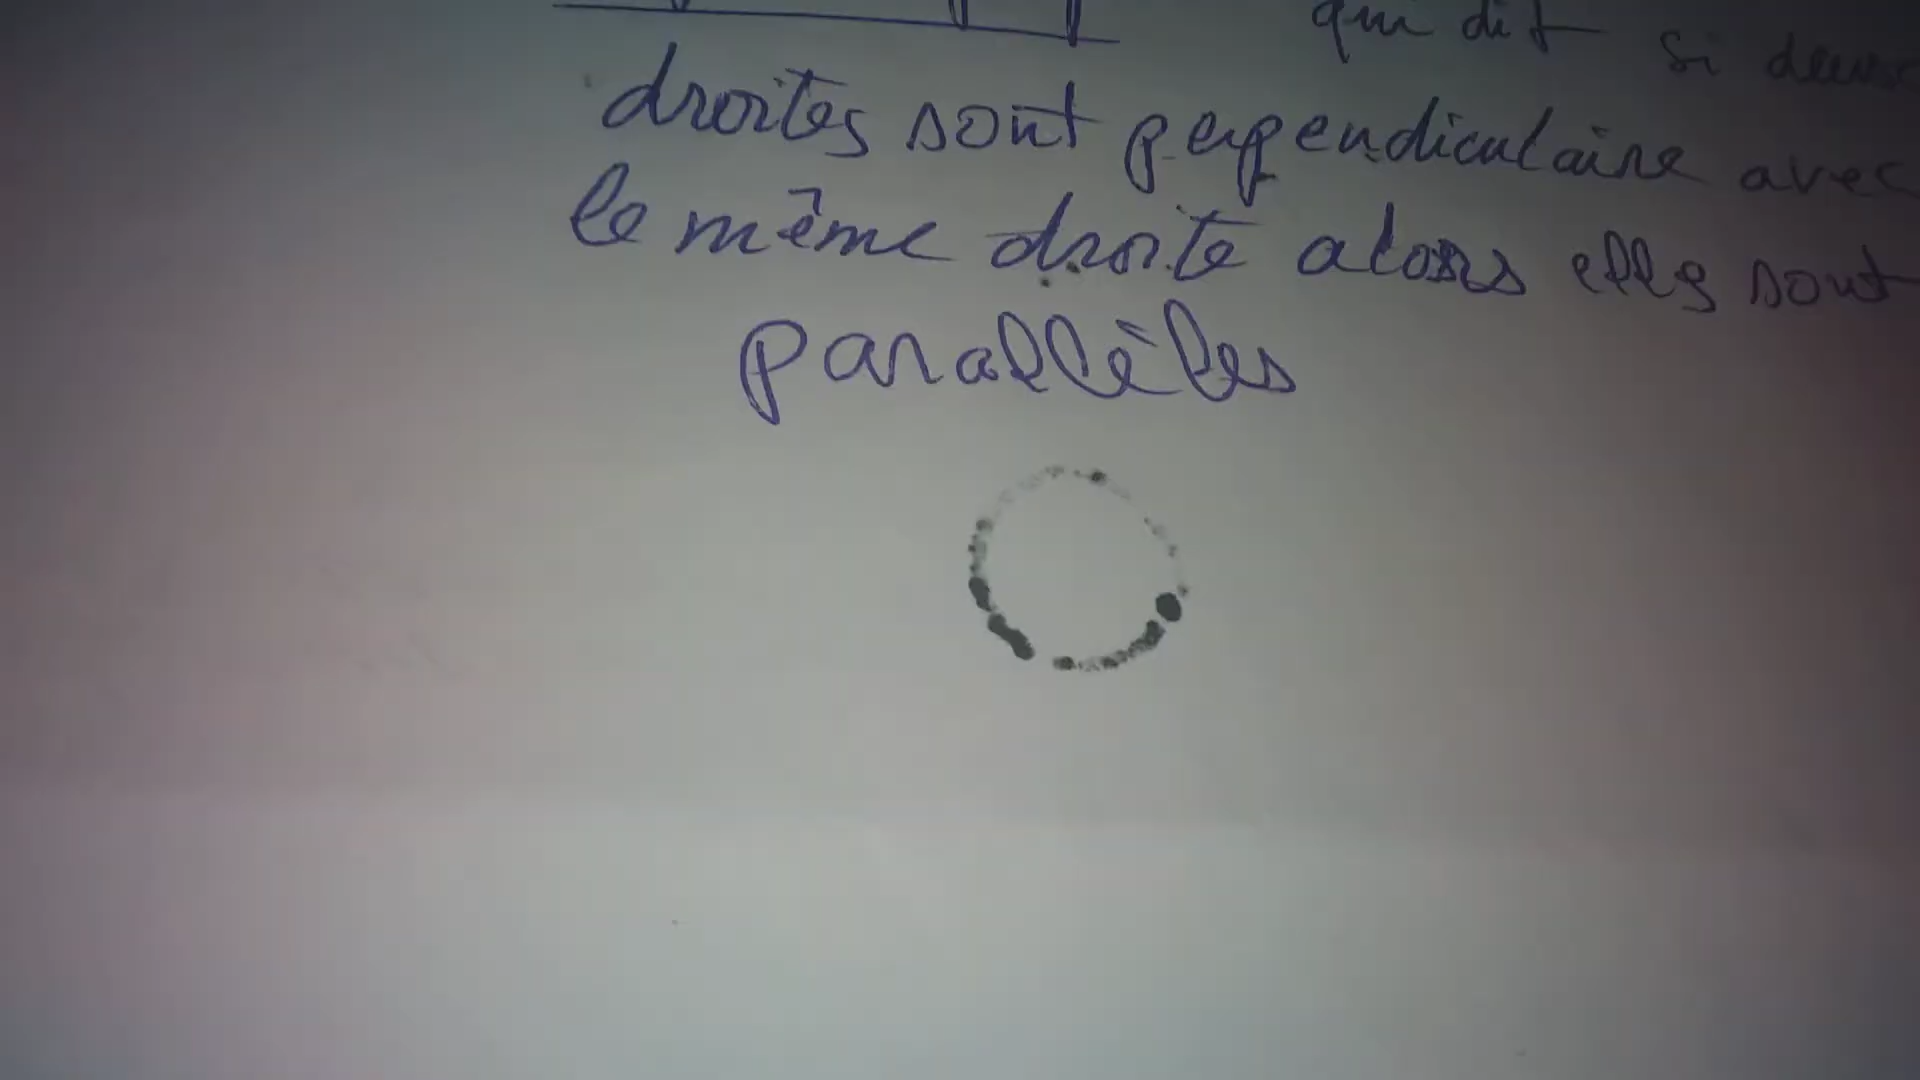 qui dit si deux
droites sont perpendiculaire avec
le même droite alors elles sont
parallèles